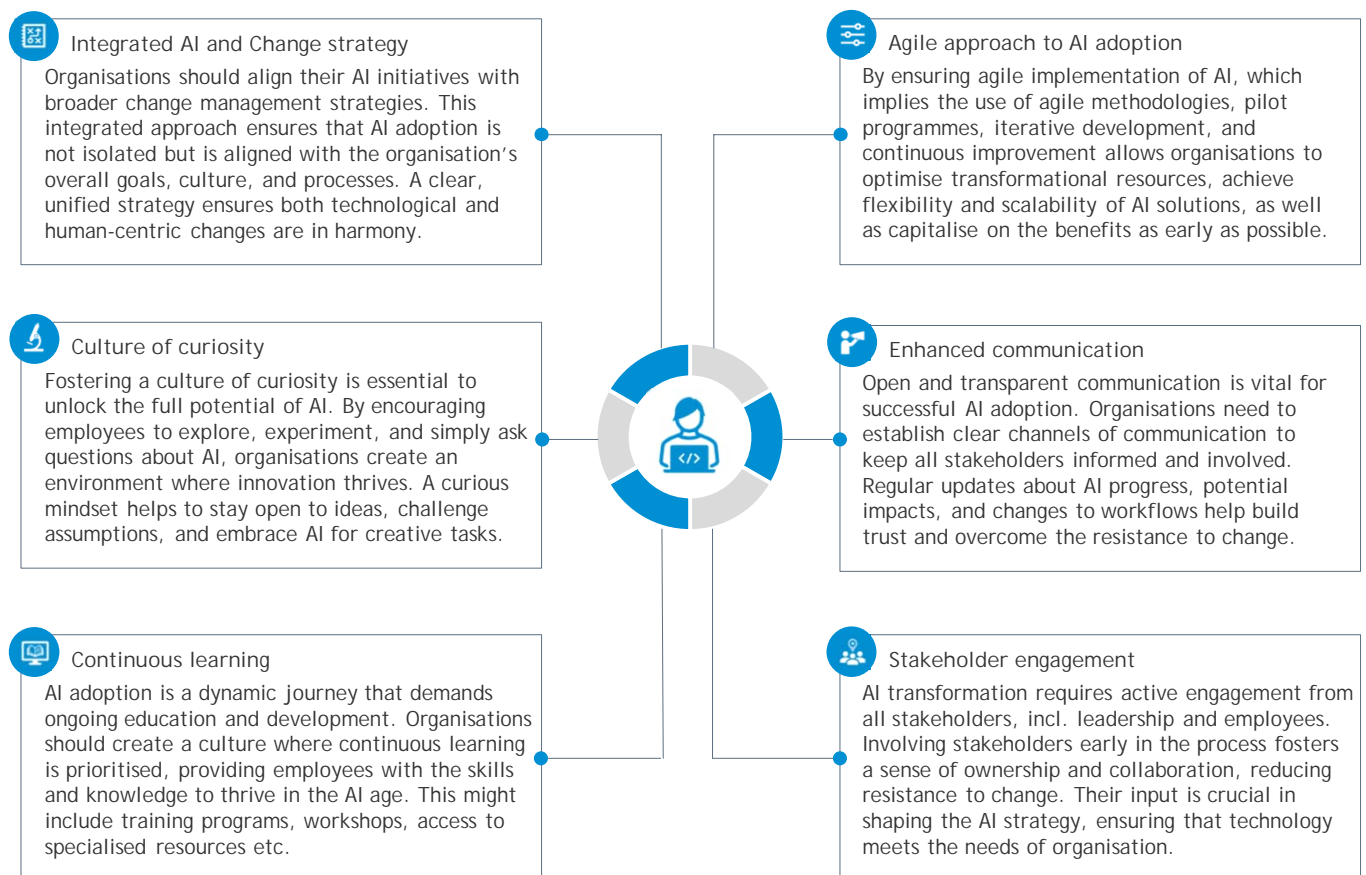 Integrated AI and Change strategy
Organisations should align their AI initiatives with
broader change management strategies. This
integrated approach ensures that AI adoption is
not isolated but is aligned with the organisation's
overall goals, culture, and processes. A clear,
unified strategy ensures both technological and
human-centric changes are in harmony.
Agile approach to AI adoption
By ensuring agile implementation of AI, which
implies the use of agile methodologies, pilot
programmes, iterative development, and
continuous improvement allows organisations to
optimise transformational resources, achieve
flexibility and scalability of AI solutions, as well
as capitalise on the benefits as early as possible.
Culture of curiosity
Fostering a culture of curiosity is essential to
unlock the full potential of AI. By encouraging
employees to explore, experiment, and simply ask
questions about AI, organisations create an
environment where innovation thrives. A curious
mindset helps to stay open to ideas, challenge
assumptions, and embrace AI for creative tasks.
Enhanced communication
Open and transparent communication is vital for
successful AI adoption. Organisations need to
establish clear channels of communication to
keep all stakeholders informed and involved.
Regular updates about AI progress, potential
impacts, and changes to workflows help build
trust and overcome the resistance to change.
</>
Continuous learning
AI adoption is a dynamic journey that demands
ongoing education and development. Organisations
should create a culture where continuous learning
is prioritised, providing employees with the skills
and knowledge to thrive in the AI age. This might
include training programs, workshops, access to
specialised resources etc.
Stakeholder engagement
AI transformation requires active engagement from
all stakeholders, incl. leadership and employees.
Involving stakeholders early in the process fosters
a sense of ownership and collaboration, reducing
resistance to change. Their input is crucial in
shaping the AI strategy, ensuring that technology
meets the needs of organisation.